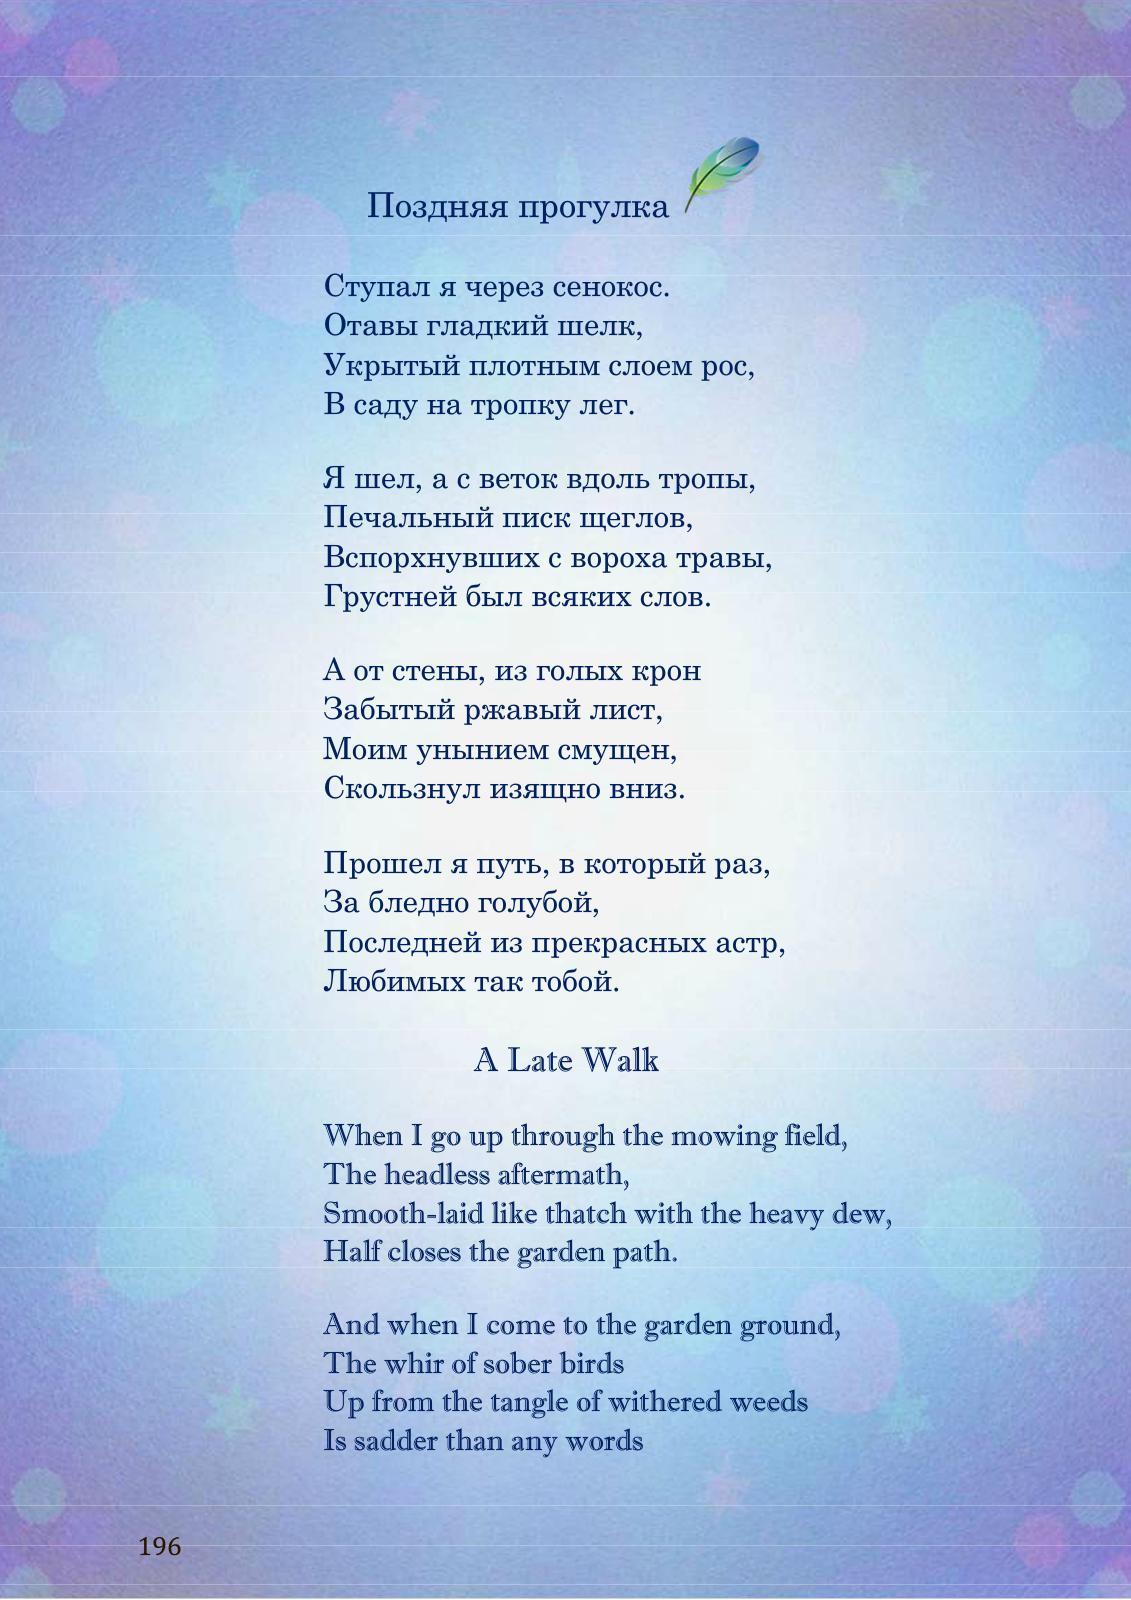 Поздняя прогулка
Ступал я через сенокос.
Отавы гладкий шелк,
Укрытый плотным слоем рос,
В саду на тропку лег.
Я шел, а с веток вдоль тропы,
Печальный писк щеглов,
Вспорхнувших с вороха травы,
Грустней был всяких слов.
А от стены, из голых крон
Забытый ржавый лист,
Моим унынием смущен,
Скользнул изящно вниз.
Прошел я путь, в который раз,
За бледно голубой,
Последней из прекрасных астр,
Любимых так тобой.
A Late Walk
When I go up through the mowing field,
The headless aftermath,
Smooth-laid like thatch with the heavy dew,
Half closes the garden path.
And when I come to the garden ground,
The whir of sober birds
Up from the tangle of withered weeds
Is sadder than any words
196